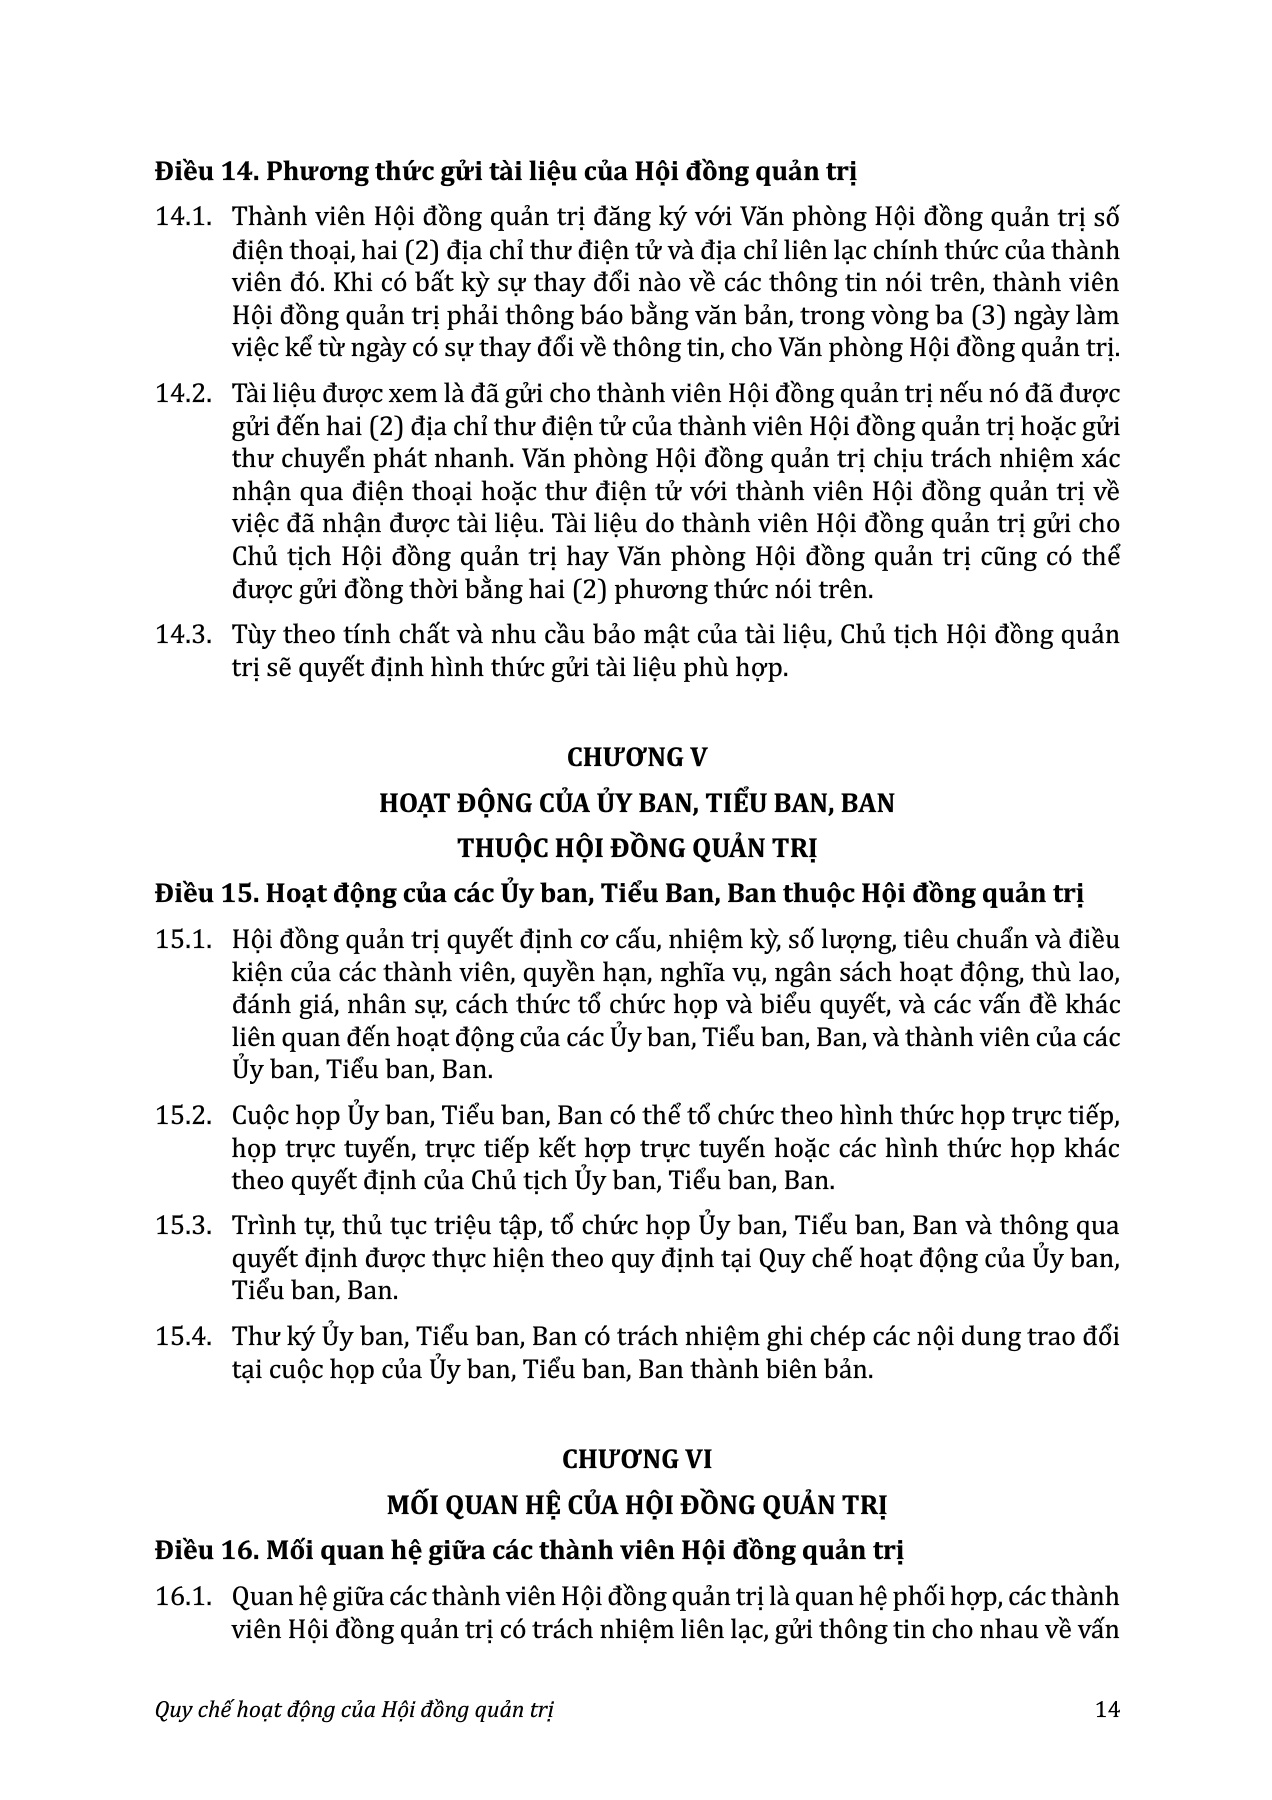 Điều 14. Phương thức gửi tài liệu của Hội đồng quản trị
14.1. Thành viên Hội đồng quản trị đăng ký với Văn phòng Hội đồng quản trị số
điện thoại, hai (2) địa chỉ thư điện tử và địa chỉ liên lạc chính thức của thành
viên đó. Khi có bất kỳ sự thay đổi nào về các thông tin nói trên, thành viên
Hội đồng quản trị phải thông báo bằng văn bản, trong vòng ba (3) ngày làm
việc kể từ ngày có sự thay đổi về thông tin, cho Văn phòng Hội đồng quản trị.
14.2. Tài liệu được xem là đã gửi cho thành viên Hội đồng quản trị nếu nó đã được
gửi đến hai (2) địa chỉ thư điện tử của thành viên Hội đồng quản trị hoặc gửi
thư chuyển phát nhanh. Văn phòng Hội đồng quản trị chịu trách nhiệm xác
nhận qua điện thoại hoặc thư điện tử với thành viên Hội đồng quản trị về
việc đã nhận được tài liệu. Tài liệu do thành viên Hội đồng quản trị gửi cho
Chủ tịch Hội đồng quản trị hay Văn phòng Hội đồng quản trị cũng có thể
được gửi đồng thời bằng hai (2) phương thức nói trên.
14.3. Tùy theo tính chất và nhu cầu bảo mật của tài liệu, Chủ tịch Hội đồng quản
trị sẽ quyết định hình thức gửi tài liệu phù hợp.
CHƯƠNG V
HOẠT ĐỘNG CỦA ỦY BAN, TIỂU BAN, BAN
THUỘC HỘI ĐỒNG QUẢN TRỊ
Điều 15. Hoạt động của các Ủy ban, Tiểu Ban, Ban thuộc Hội đồng quản trị
15.1. Hội đồng quản trị quyết định cơ cấu, nhiệm kỳ, số lượng, tiêu chuẩn và điều
kiện của các thành viên, quyền hạn, nghĩa vụ, ngân sách hoạt động, thù lao,
đánh giá, nhân sự, cách thức tổ chức họp và biểu quyết, và các vấn đề khác
liên quan đến hoạt động của các Ủy ban, Tiểu ban, Ban, và thành viên của các
Ủy ban, Tiểu ban, Ban.
15.2. Cuộc họp Ủy ban, Tiểu ban, Ban có thể tổ chức theo hình thức họp trực tiếp,
họp trực tuyến, trực tiếp kết hợp trực tuyến hoặc các hình thức họp khác
theo quyết định của Chủ tịch Ủy ban, Tiểu ban, Ban.
15.3. Trình tự, thủ tục triệu tập, tổ chức họp Ủy ban, Tiểu ban, Ban và thông qua
quyết định được thực hiện theo quy định tại Quy chế hoạt động của Ủy ban,
Tiểu ban, Ban.
15.4. Thư ký Ủy ban, Tiểu ban, Ban có trách nhiệm ghi chép các nội dung trao đổi
tại cuộc họp của Ủy ban, Tiểu ban, Ban thành biên bản.
CHƯƠNG VI
MỐI QUAN HỆ CỦA HỘI ĐỒNG QUẢN TRỊ
Điều 16. Mối quan hệ giữa các thành viên Hội đồng quản trị
16.1. Quan hệ giữa các thành viên Hội đồng quản trị là quan hệ phối hợp, các thành
viên Hội đồng quản trị có trách nhiệm liên lạc, gửi thông tin cho nhau về vấn
Quy chế hoạt động của Hội đồng quản trị 14